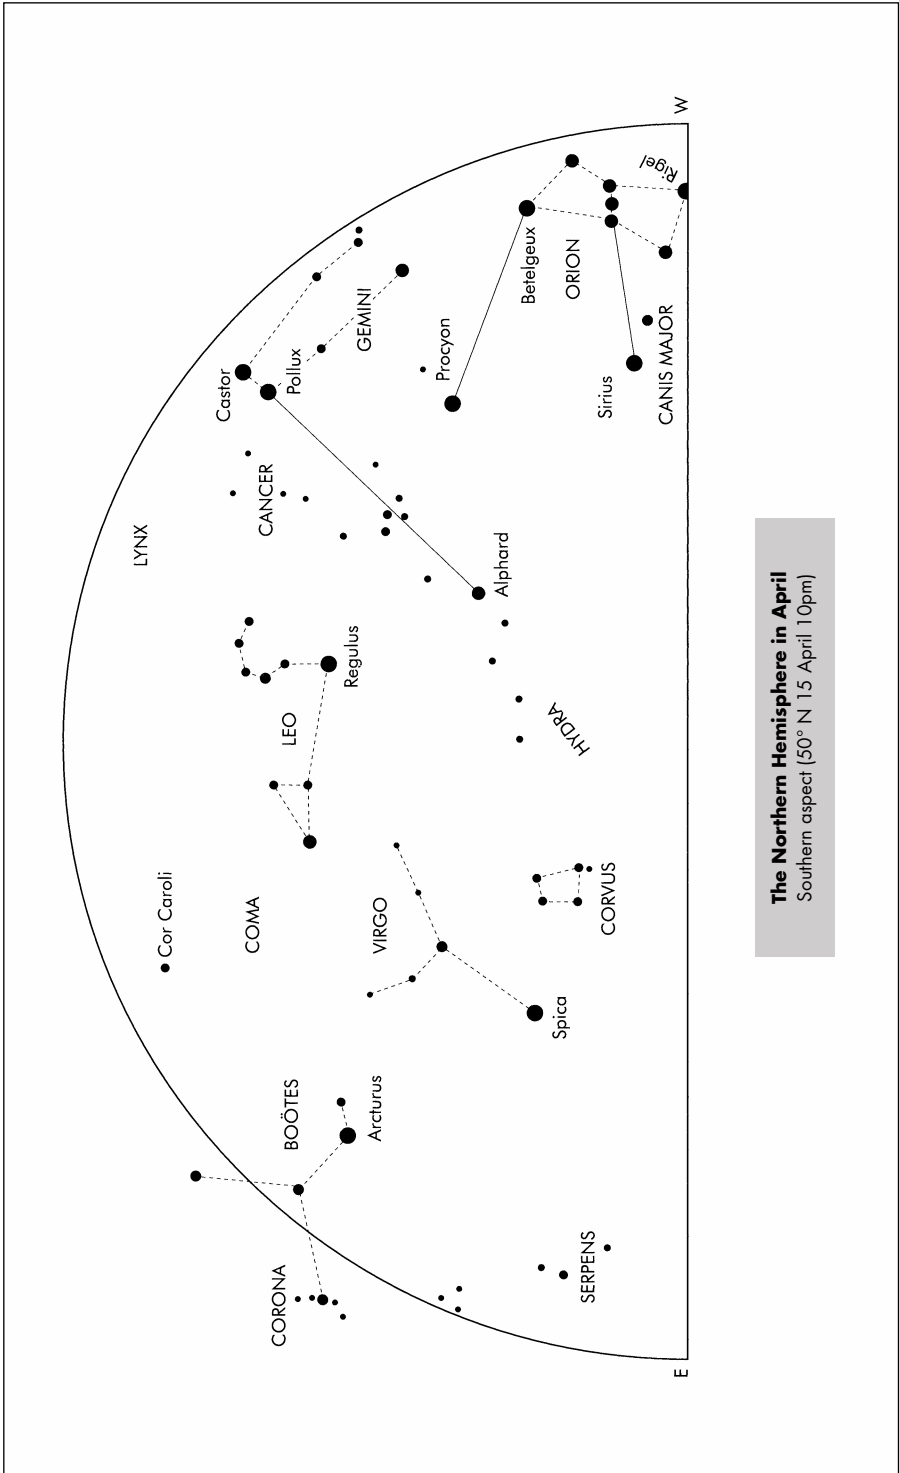 W
Rigel
Betelgeux
ORION
GEMINI
Procyon
CANIS MAJOR
Sirius
Castor
Pollux
CANCER
LYNX
Alphard
Regulus
LEO
HYDRA
Cor Caroli
COMA
VIRGO
CORVUS
Spica
BOÖTES
Arcturus
SERPENS
CORONA
E
The Northern Hemisphere in April
Southern aspect (50° N 15 April 10pm)